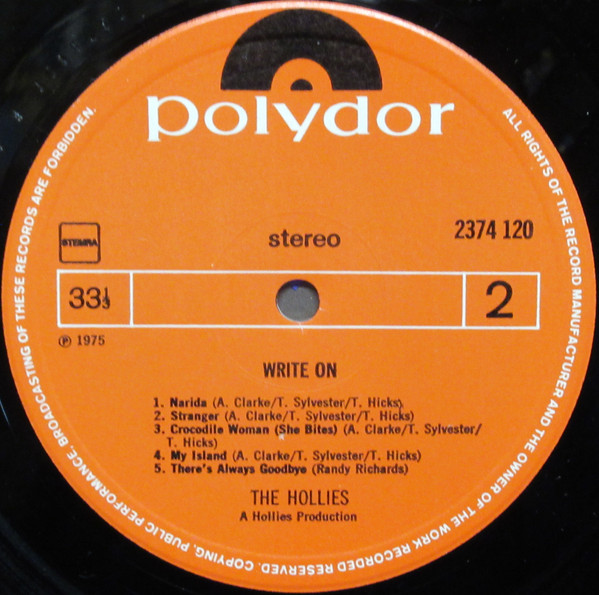 polydor
stereo
2374 120
STEMRA
33⅓
2
℗ 1975
WRITE ON
1. Narida (A. Clarke/T. Sylvester/T. Hicks)
2. Stranger (A. Clarke/T. Sylvester/T. Hicks)
3. Crocodile Woman (She Bites) (A. Clarke/T. Sylvester/
T. Hicks)
4. My Island (A. Clarke/T. Sylvester/T. Hicks)
5. There's Always Goodbye (Randy Richards)
THE HOLLIES
A Hollies Production
ALL RIGHTS OF THE RECORD MANUFACTURER AND THE OWNER OF THE WORK RECORDED RESERVED. COPYING, PUBLIC PERFORMANCE, BROADCASTING OF THESE RECORDS ARE FORBIDDEN.